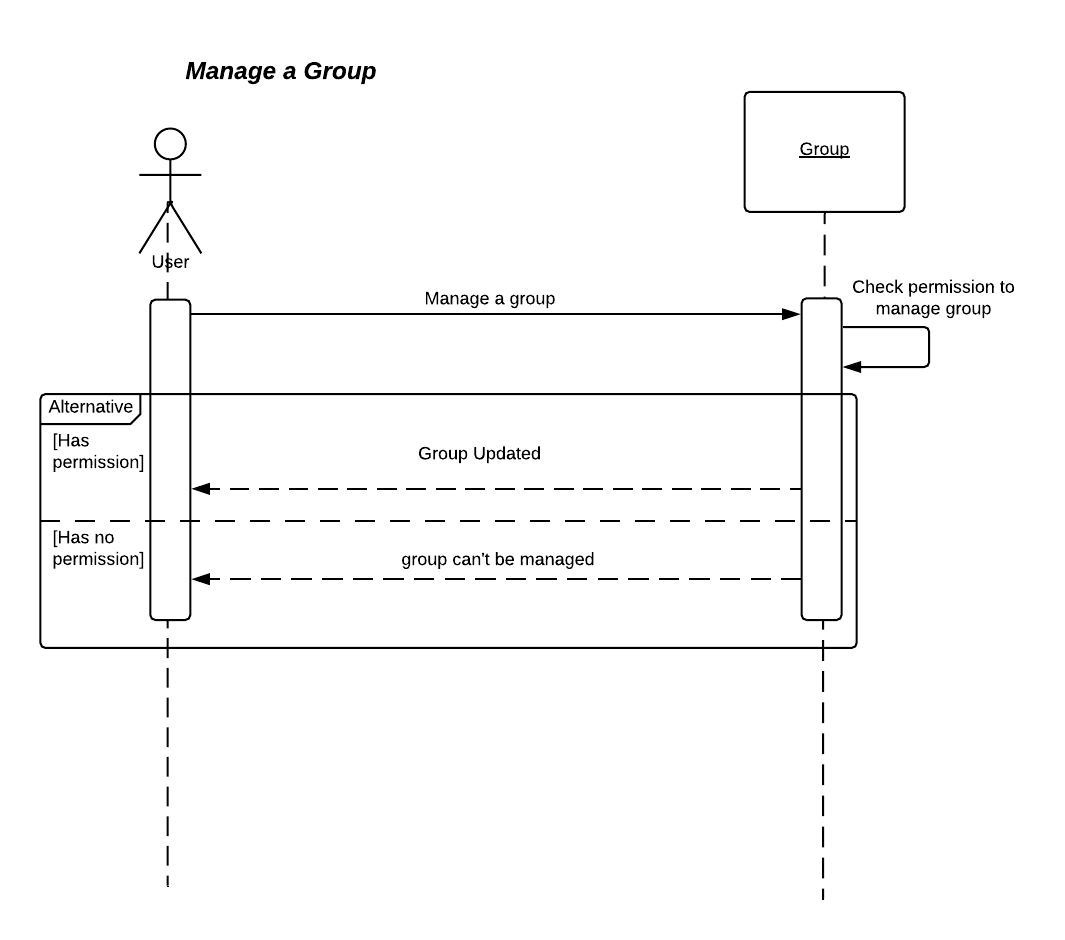 Manage a Group
Group
User
Check permission to
manage group
Manage a group
Alternative
[Has
permission]
Group Updated
[Has no
permission]
group can't be managed